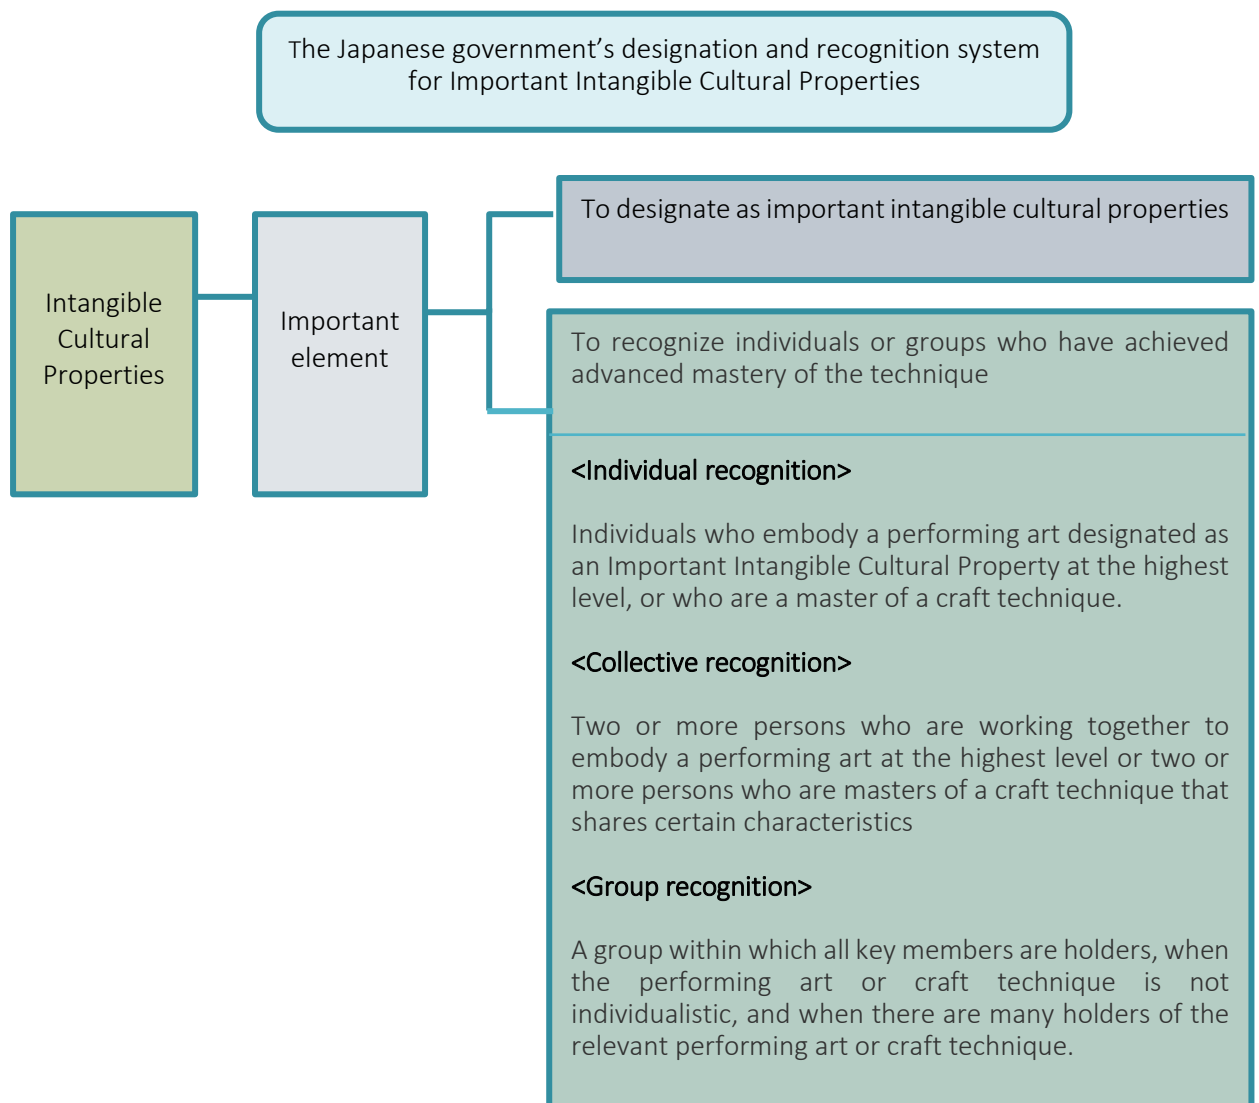 The Japanese government’s designation and recognition system
for Important Intangible Cultural Properties
Intangible
Cultural
Properties
Important
element
To designate as important intangible cultural properties
To recognize individuals or groups who have achieved
advanced mastery of the technique
<Individual recognition>
Individuals who embody a performing art designated as
an Important Intangible Cultural Property at the highest
level, or who are a master of a craft technique.
<Collective recognition>
Two or more persons who are working together to
embody a performing art at the highest level or two or
more persons who are masters of a craft technique that
shares certain characteristics
<Group recognition>
A group within which all key members are holders, when
the performing art or craft technique is not
individualistic, and when there are many holders of the
relevant performing art or craft technique.